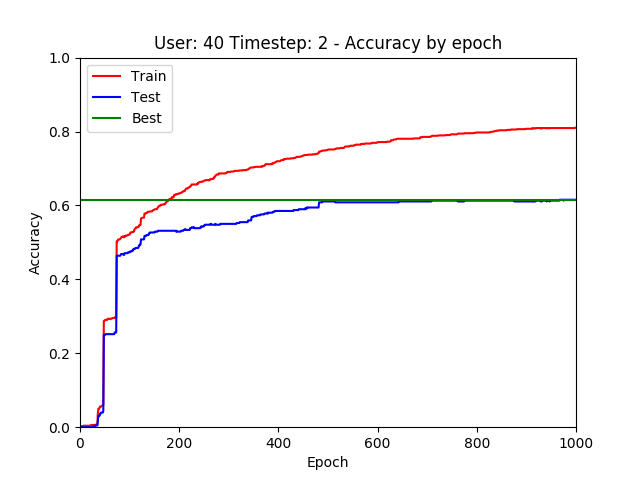 User: 40 Timestep: 2 - Accuracy by epoch
Train
Test
Best
1.0
0.8
0.6
0.4
0.2
0.0
Accuracy
0 200 400 600 800 1000
Epoch